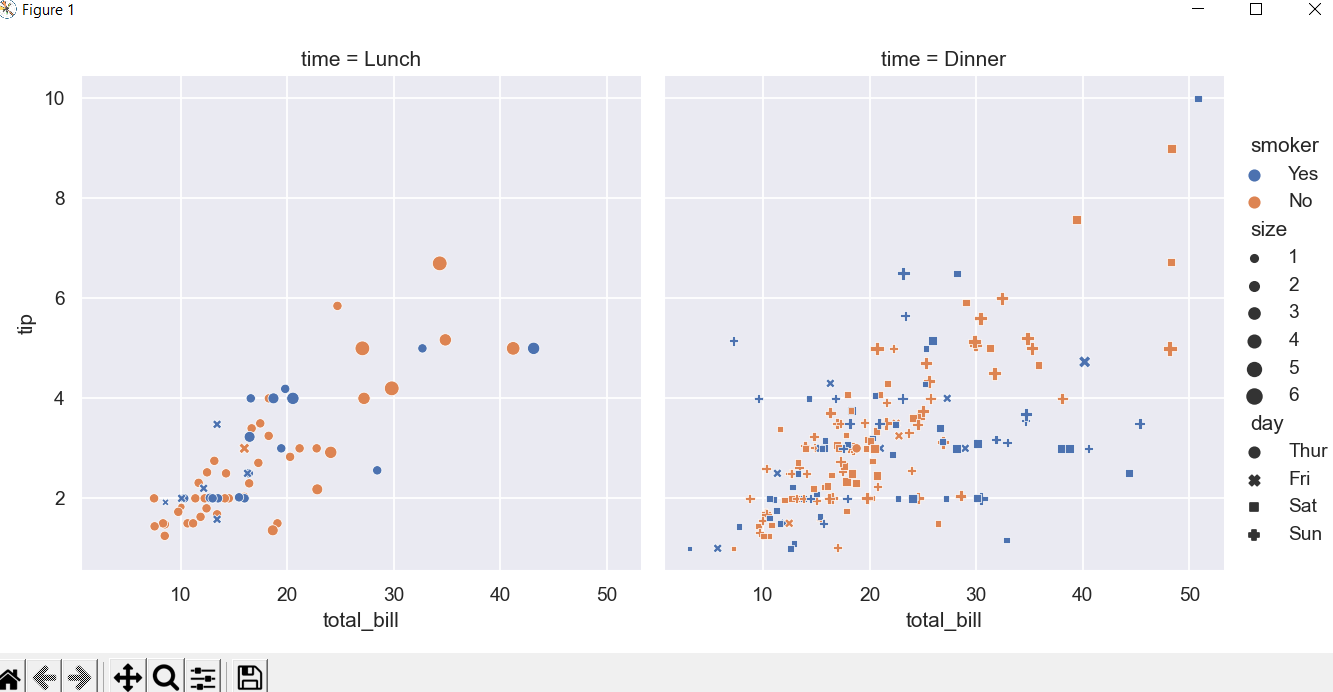 Figure 1
time = Lunch
time = Dinner
tip
10
8
6
4
2
10 20 30 40 50
total_bill
10 20 30 40 50
total_bill
smoker
Yes
No
size
1
2
3
4
5
6
day
Thur
Fri
Sat
Sun